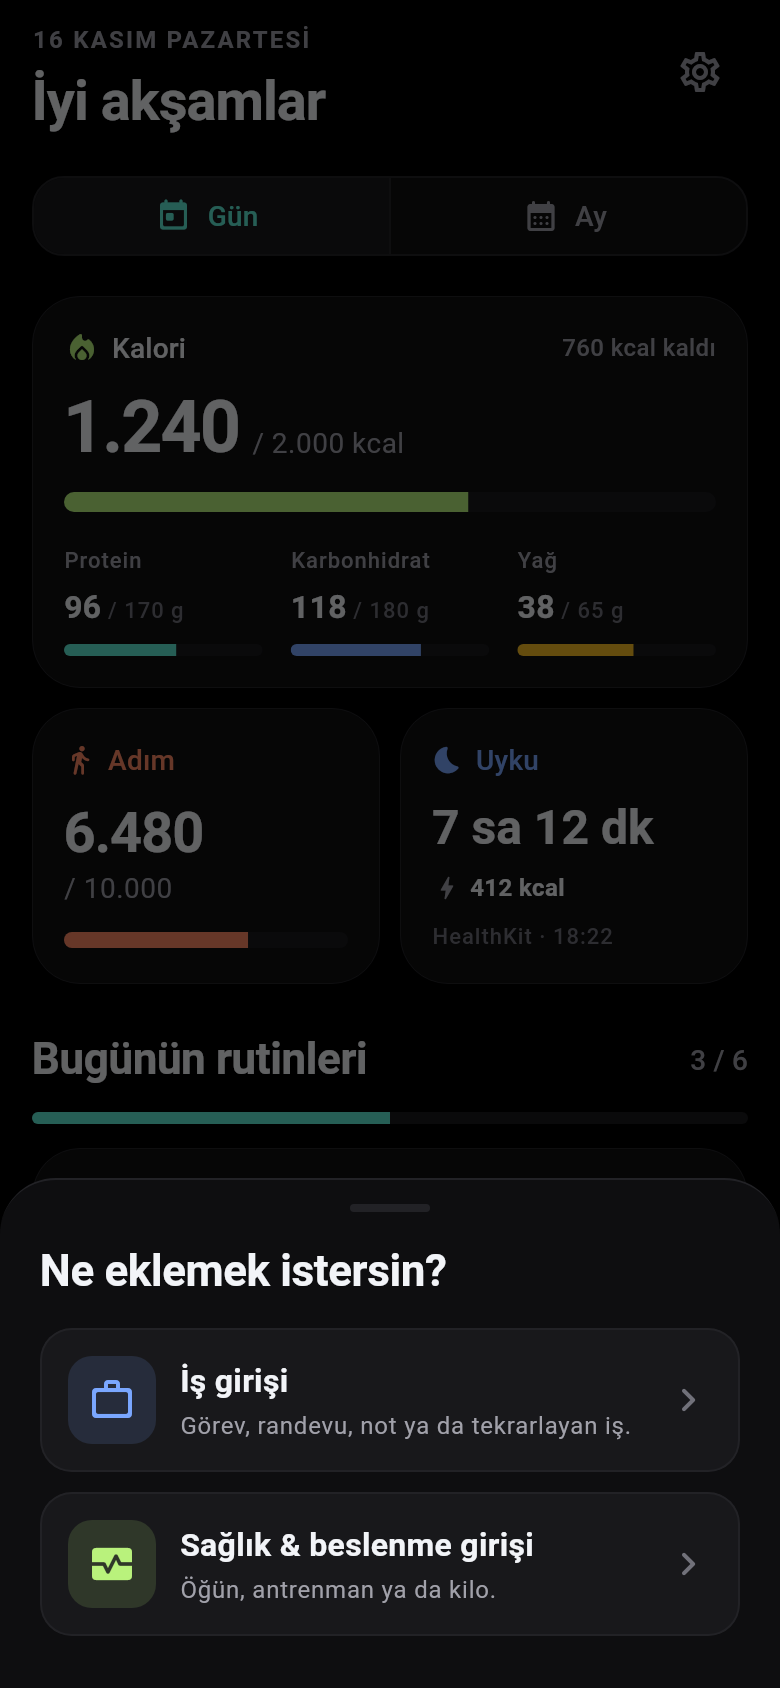 16 KASIM PAZARTESİ
İyi akşamlar
Gün
Ay
Kalori
760 kcal kaldı
1.240 / 2.000 kcal
Protein
Karbonhidrat
Yağ
96 / 170 g
118 / 180 g
38 / 65 g
Adım
6.480
/ 10.000
Uyku
7 sa 12 dk
412 kcal
HealthKit · 18:22
Bugünün rutinleri
3 / 6
Ne eklemek istersin?
İş girişi
Görev, randevu, not ya da tekrarlayan iş.
Sağlık & beslenme girişi
Öğün, antrenman ya da kilo.